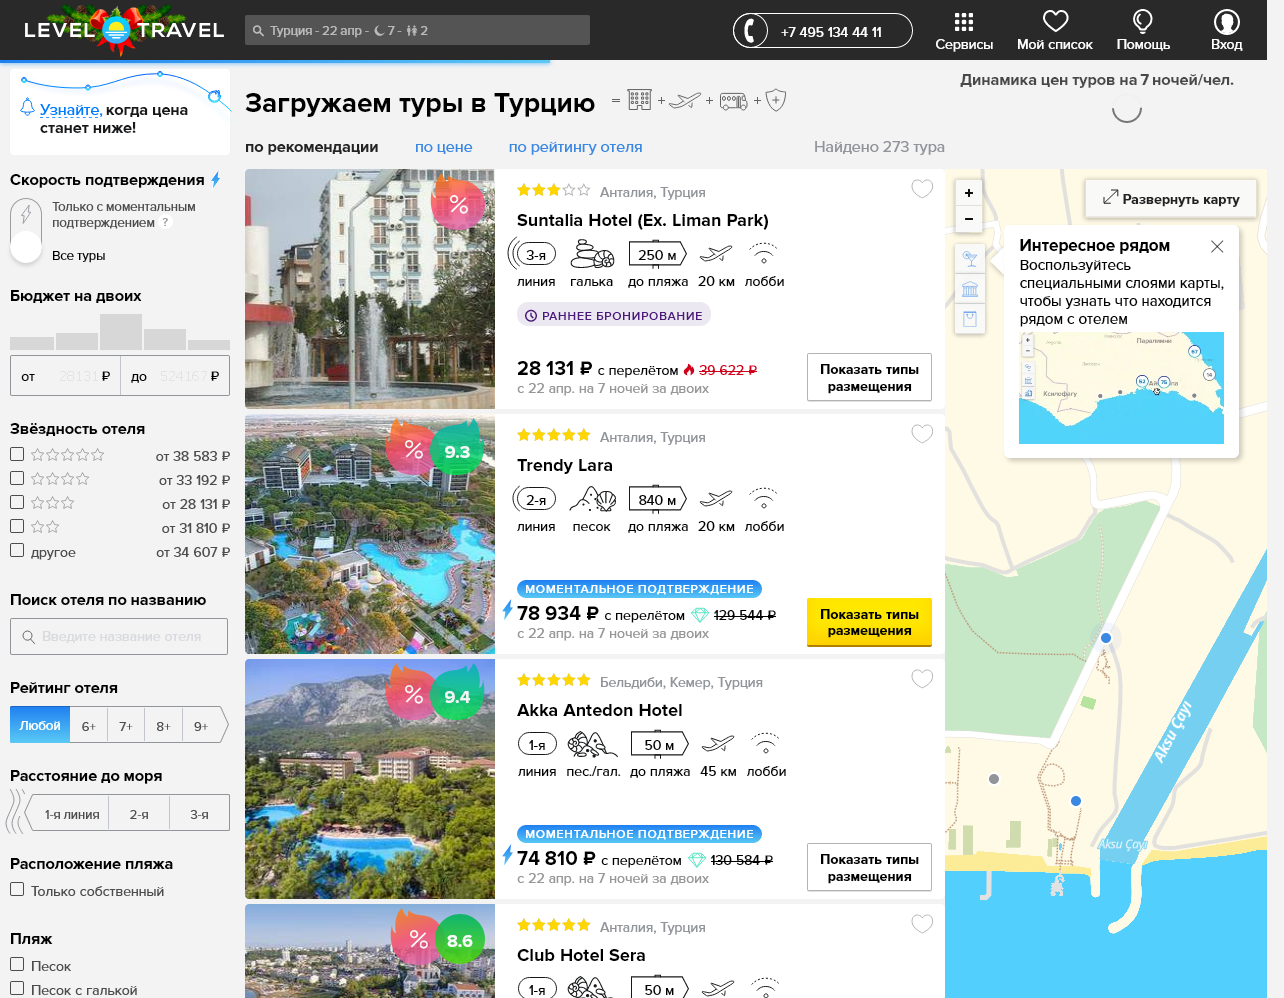 LEVEL TRAVEL
Турция - 22 апр - 7 - 2
+7 495 134 44 11
Сервисы
Мой список
Помощь
Вход
Узнайте, когда цена
станет ниже!
Скорость подтверждения
Только с моментальным
подтверждением ?
Все туры
Бюджет на двоих
от 28131 ₽
до 524167 ₽
Звёздность отеля
от 38 583 ₽
от 33 192 ₽
от 28 131 ₽
от 31 810 ₽
другое от 34 607 ₽
Поиск отеля по названию
Введите название отеля
Рейтинг отеля
Любой 6+ 7+ 8+ 9+
Расстояние до моря
1-я линия 2-я 3-я
Расположение пляжа
Только собственный
Пляж
Песок
Песок с галькой
Загружаем туры в Турцию = + + +
по рекомендации по цене по рейтингу отеля Найдено 273 тура
%
Анталия, Турция
Suntalia Hotel (Ex. Liman Park)
3-я 250 м
линия галька до пляжа 20 км лобби
РАННЕЕ БРОНИРОВАНИЕ
28 131 ₽ с перелётом 39 622 ₽
с 22 апр. на 7 ночей за двоих
Показать типы
размещения
% 9.3
Анталия, Турция
Trendy Lara
2-я 840 м
линия песок до пляжа 20 км лобби
МОМЕНТАЛЬНОЕ ПОДТВЕРЖДЕНИЕ
78 934 ₽ с перелётом 129 544 ₽
с 22 апр. на 7 ночей за двоих
Показать типы
размещения
% 9.4
Бельдиби, Кемер, Турция
Akka Antedon Hotel
1-я 50 м
линия пес./гал. до пляжа 45 км лобби
МОМЕНТАЛЬНОЕ ПОДТВЕРЖДЕНИЕ
74 810 ₽ с перелётом 130 584 ₽
с 22 апр. на 7 ночей за двоих
Показать типы
размещения
% 8.6
Анталия, Турция
Club Hotel Sera
1-я 50 м
Динамика цен туров на 7 ночей/чел.
+
−
Развернуть карту
Интересное рядом
Воспользуйтесь
специальными слоями карты,
чтобы узнать что находится
рядом с отелем
Паралимни
67
14
62 75
Ксилофагу
Aksu Çayı
Aksu Çayı